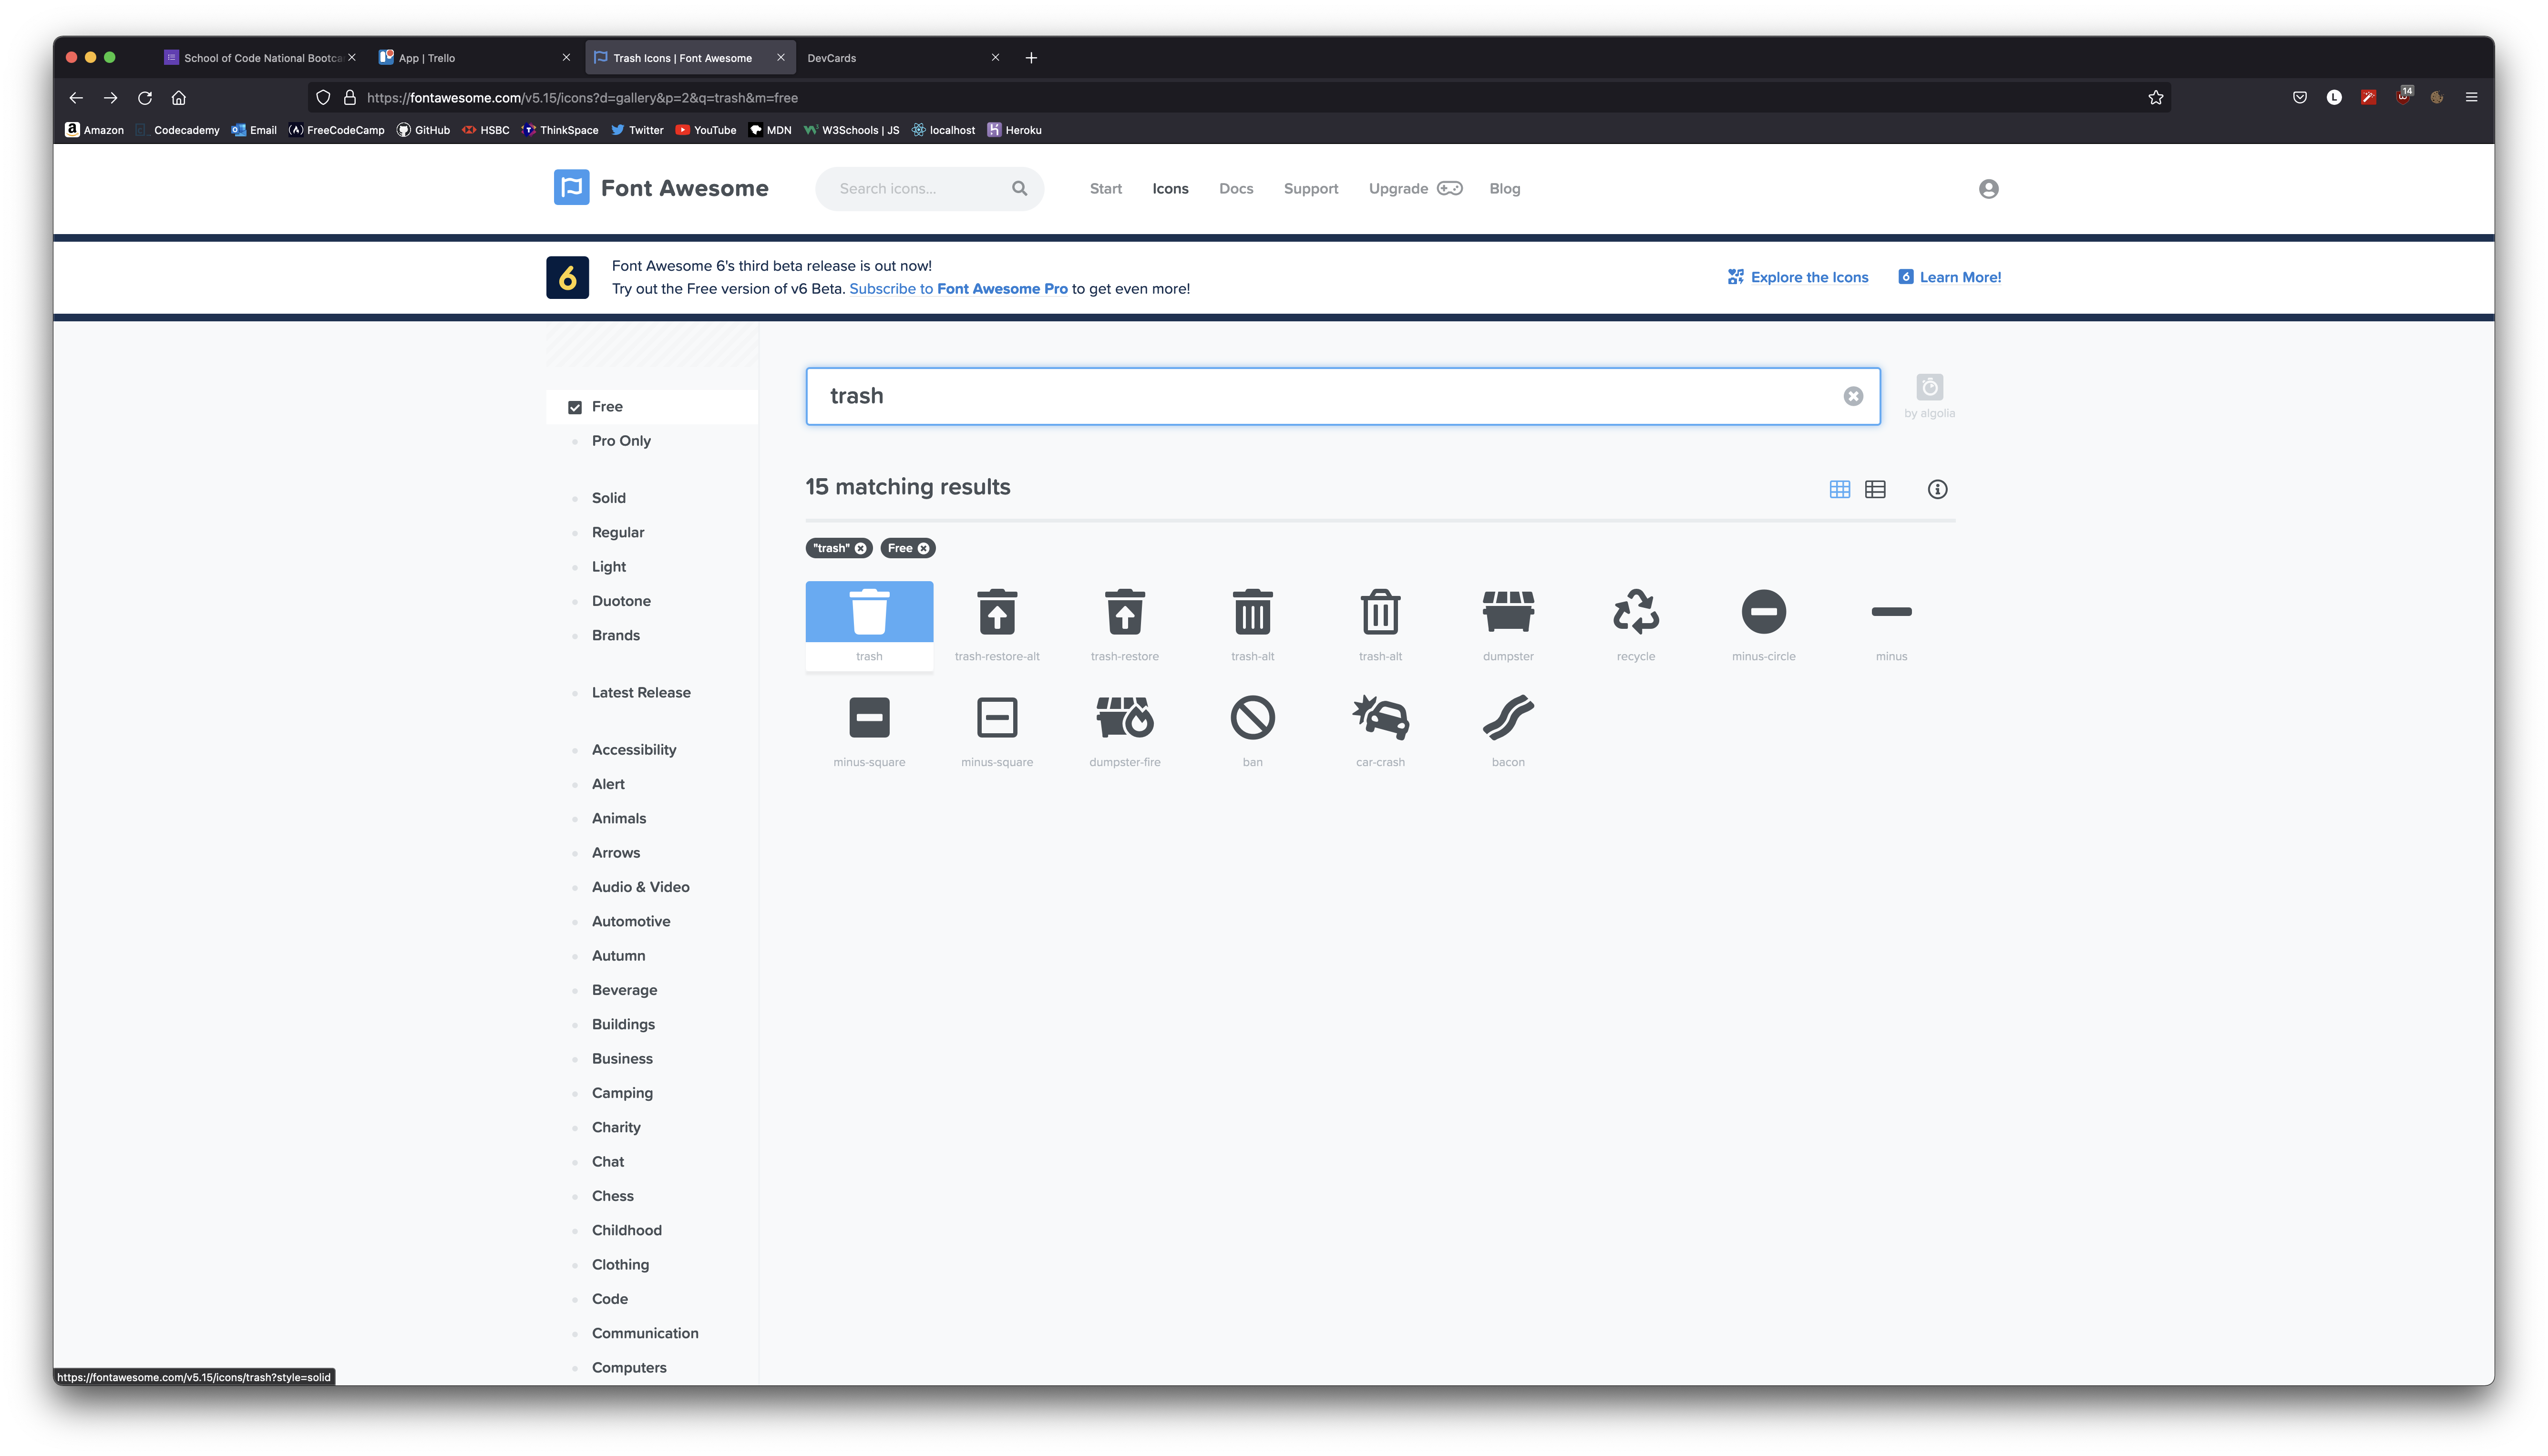 School of Code National Bootca
App | Trello
Trash Icons | Font Awesome
DevCards
https://fontawesome.com/v5.15/icons?d=gallery&p=2&q=trash&m=free
L
14
Amazon
Codecademy
Email
FreeCodeCamp
GitHub
HSBC
ThinkSpace
Twitter
YouTube
MDN
W3Schools | JS
localhost
Heroku
Font Awesome
Search icons...
Start
Icons
Docs
Support
Upgrade
Blog
6
Font Awesome 6's third beta release is out now!
Try out the Free version of v6 Beta. Subscribe to Font Awesome Pro to get even more!
Explore the Icons
6 Learn More!
Free
Pro Only
Solid
Regular
Light
Duotone
Brands
Latest Release
Accessibility
Alert
Animals
Arrows
Audio & Video
Automotive
Autumn
Beverage
Buildings
Business
Camping
Charity
Chat
Chess
Childhood
Clothing
Code
Communication
Computers
trash
by algolia
15 matching results
"trash"
Free
trash
trash-restore-alt
trash-restore
trash-alt
trash-alt
dumpster
recycle
minus-circle
minus
minus-square
minus-square
dumpster-fire
ban
car-crash
bacon
https://fontawesome.com/v5.15/icons/trash?style=solid